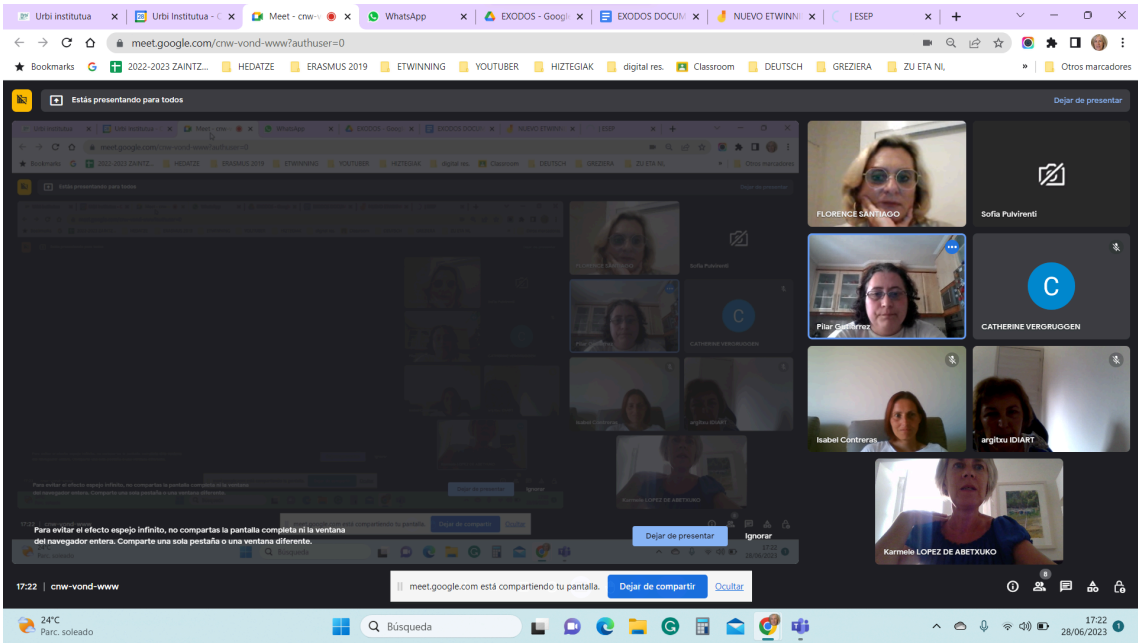 Urbi institutua
Urbi Institutua - C
Meet - cnw-v
WhatsApp
EXODOS - Googl
EXODOS DOCUM
NUEVO ETWINN
| ESEP
meet.google.com/cnw-vond-www?authuser=0
Bookmarks
2022-2023 ZAINTZ...
HEDATZE
ERASMUS 2019
ETWINNING
YOUTUBER
HIZTEGIAK
digital res.
Classroom
DEUTSCH
GREZIERA
ZU ETA NI,
»
Otros marcadores
Estás presentando para todos
Dejar de presentar
FLORENCE SANTIAGO
Sofia Pulvirenti
Pilar Gutiérrez
C
CATHERINE VERGRUGGEN
Isabel Contreras
argitxu IDIART
Karmele LOPEZ DE ABETXUKO
Para evitar el efecto espejo infinito, no compartas la pantalla completa ni la ventana
del navegador entera. Comparte una sola pestaña o una ventana diferente.
Dejar de presentar
Ignorar
17:22 | cnw-vond-www
meet.google.com está compartiendo tu pantalla.
Dejar de compartir
Ocultar
8
24°C
Parc. soleado
Búsqueda
17:22
28/06/2023
1